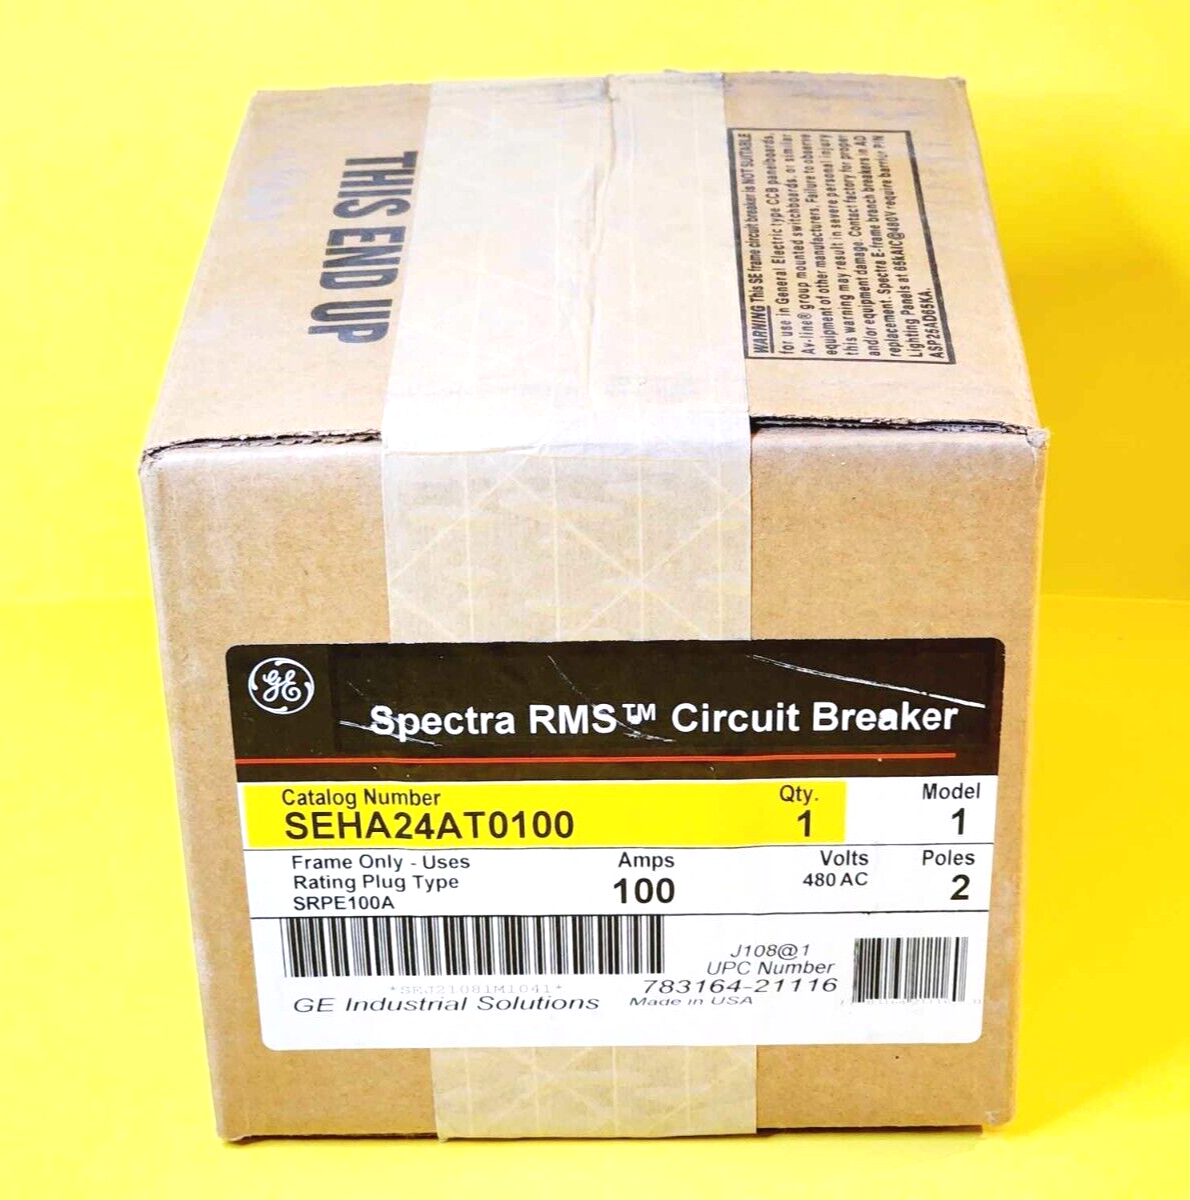 THIS END UP
WARNING This SE frame circuit breaker is NOT SUITABLE
for use in General Electric type CCB panelboards,
Av-line® group mounted switchboards, or similar
equipment of other manufacturers. Failure to observe
this warning may result in severe personal injury
and/or equipment damage. Contact factory for proper
replacement. Spectra E-frame branch breakers in AD
Lighting Panels at 65kAIC@480V require barrier P/N
ASP25AD65KA.
GE
Spectra RMS™ Circuit Breaker
Catalog Number Qty. Model
SEHA24AT0100 1 1
Frame Only - Uses Amps Volts Poles
Rating Plug Type 100 480 AC 2
SRPE100A
J108@1
UPC Number
*SEJ21081M1041* 783164-21116
GE Industrial Solutions Made in USA